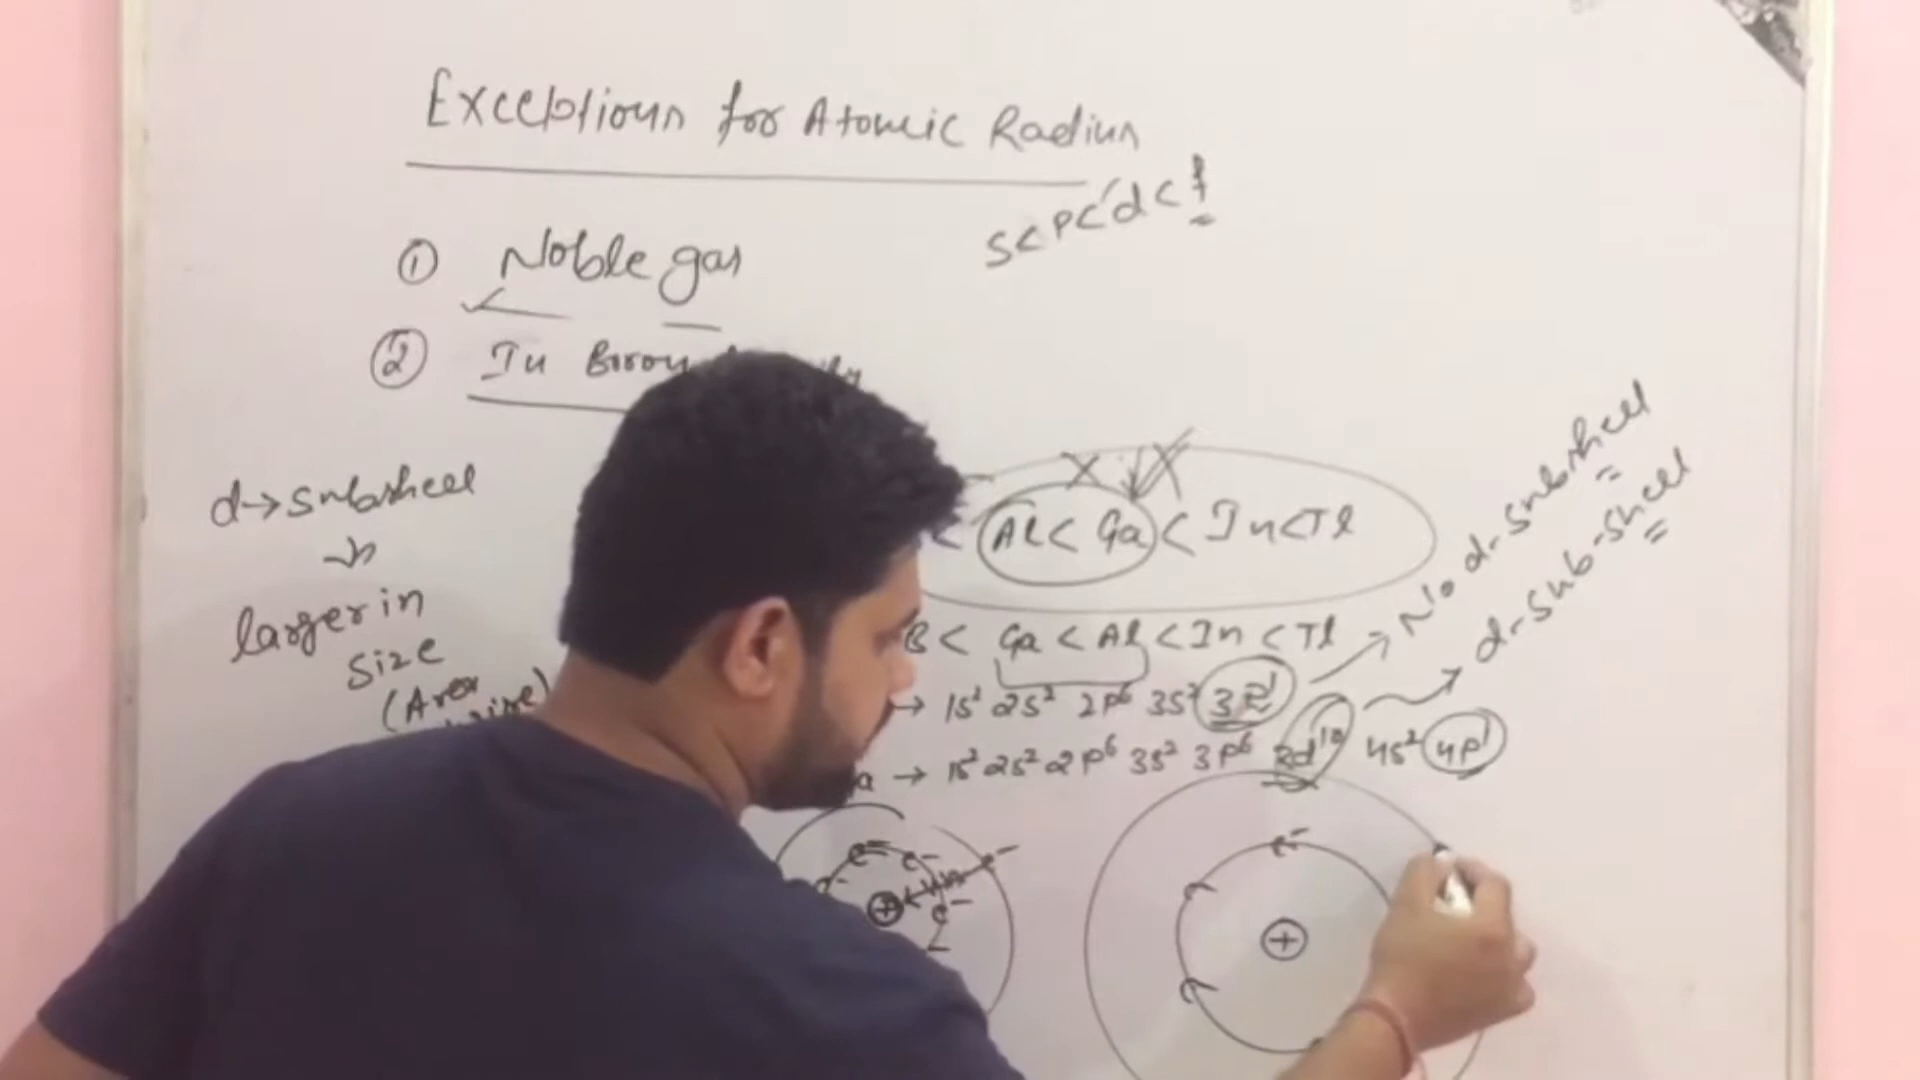 Exceptions for Atomic Radius
s<p<d<f
① Noble gas
② In Boron
d→subshell
larger in
size
(Area
Al< Ga < In<Tl
B< Ga < Al < In < Tl
→ 1s² 2s² 2p⁶ 3s² 3p¹
→ No d-subshell
a → 1s² 2s² 2p⁶ 3s² 3p⁶ 3d¹⁰ 4s² 4p¹
→ d-sub-shell
e⁻ e⁻ e⁻
+ e⁻
e⁻
+